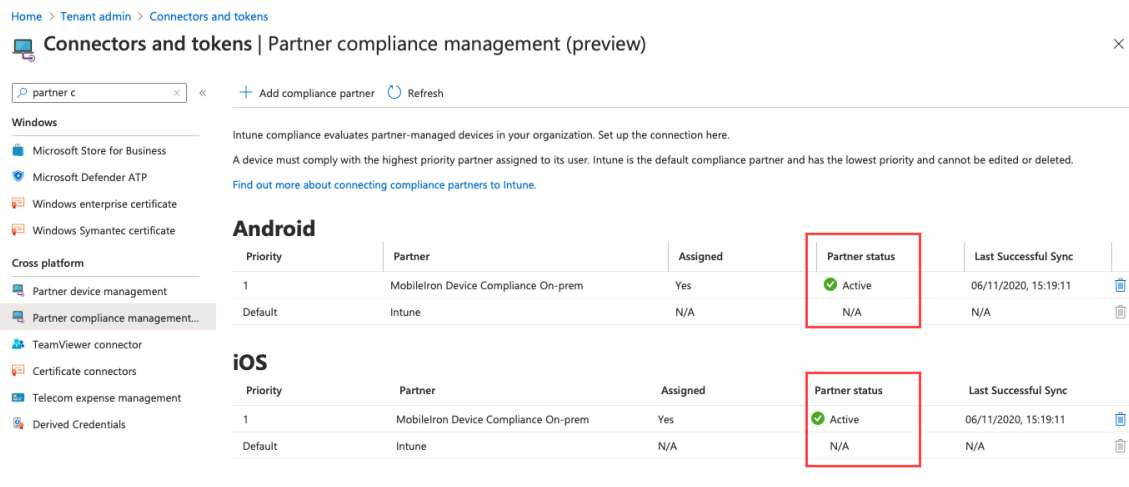 Home > Tenant admin > Connectors and tokens
Connectors and tokens | Partner compliance management (preview)
partner c
Windows
Microsoft Store for Business
Microsoft Defender ATP
Windows enterprise certificate
Windows Symantec certificate
Cross platform
Partner device management
Partner compliance management...
TeamViewer connector
Certificate connectors
Telecom expense management
Derived Credentials
Add compliance partner Refresh
Intune compliance evaluates partner-managed devices in your organization. Set up the connection here.
A device must comply with the highest priority partner assigned to its user. Intune is the default compliance partner and has the lowest priority and cannot be edited or deleted.
Find out more about connecting compliance partners to Intune.
Android
Priority Partner Assigned Partner status Last Successful Sync
1 MobileIron Device Compliance On-prem Yes Active 06/11/2020, 15:19:11
Default Intune N/A N/A N/A
iOS
Priority Partner Assigned Partner status Last Successful Sync
1 MobileIron Device Compliance On-prem Yes Active 06/11/2020, 15:19:11
Default Intune N/A N/A N/A